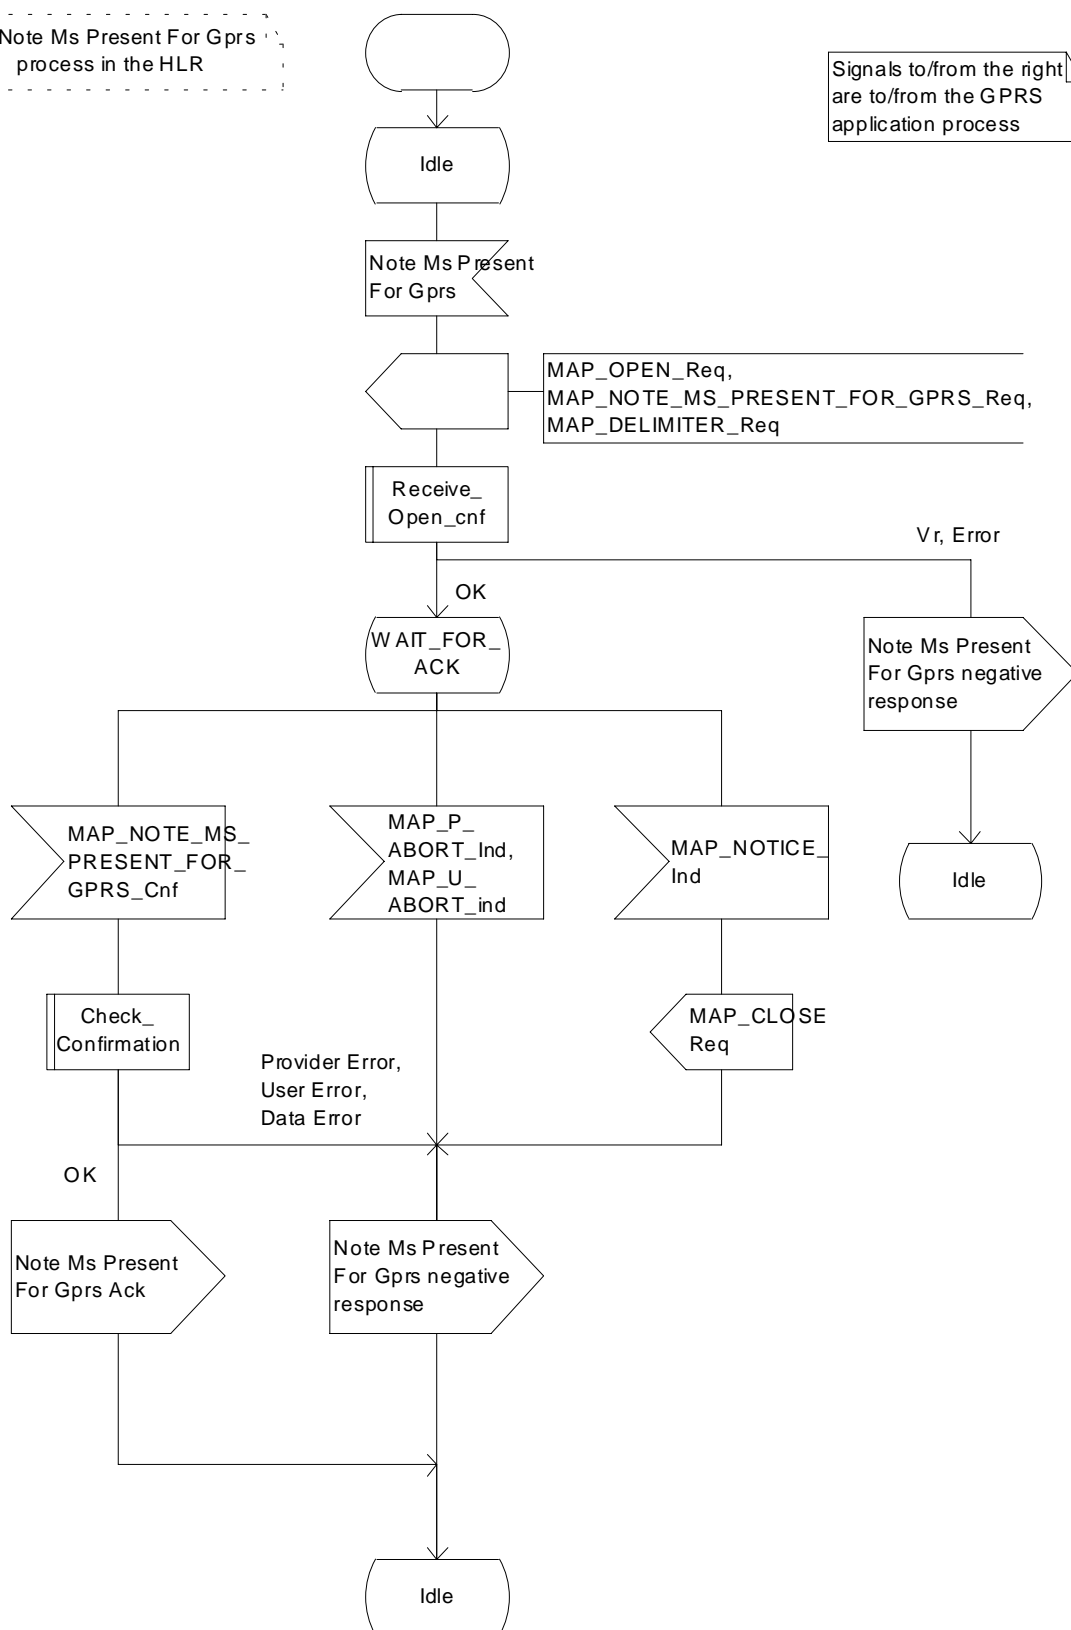 Note Ms Present For Gprs
process in the HLR
Signals to/from the right
are to/from the GPRS
application process
Idle
Note Ms Present
For Gprs
MAP_OPEN_Req,
MAP_NOTE_MS_PRESENT_FOR_GPRS_Req,
MAP_DELIMITER_Req
Receive_
Open_cnf
Vr, Error
OK
WAIT_FOR_
ACK
Note Ms Present
For Gprs negative
response
MAP_NOTE_MS_
PRESENT_FOR_
GPRS_Cnf
MAP_P_
ABORT_Ind,
MAP_U_
ABORT_ind
MAP_NOTICE_
Ind
Idle
Check_
Confirmation
MAP_CLOSE
Req
Provider Error,
User Error,
Data Error
OK
Note Ms Present
For Gprs Ack
Note Ms Present
For Gprs negative
response
Idle